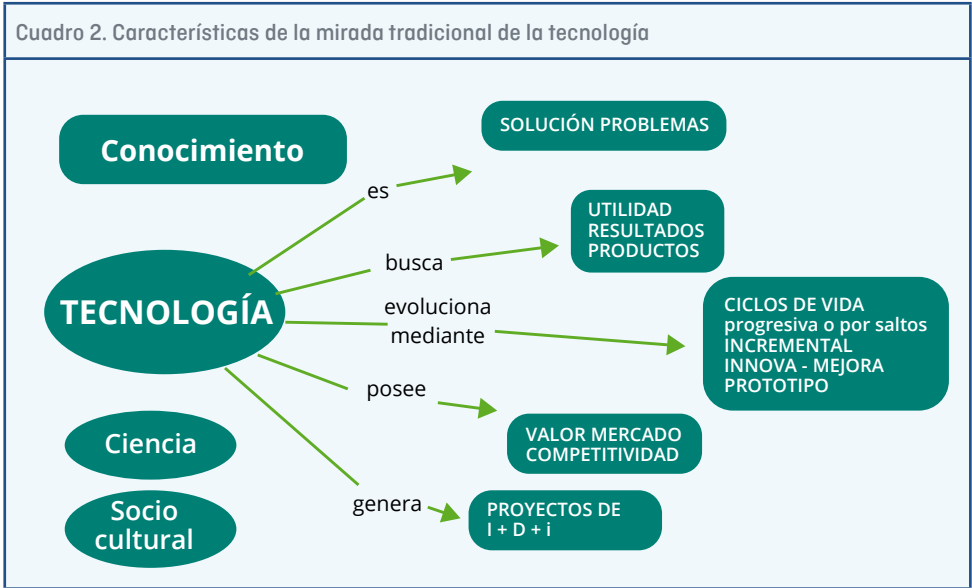 Cuadro 2. Características de la mirada tradicional de la tecnología
Conocimiento
SOLUCIÓN PROBLEMAS
es
UTILIDAD
RESULTADOS
PRODUCTOS
busca
TECNOLOGÍA
evoluciona
mediante
CICLOS DE VIDA
progresiva o por saltos
INCREMENTAL
INNOVA - MEJORA
PROTOTIPO
posee
VALOR MERCADO
COMPETITIVIDAD
Ciencia
genera
PROYECTOS DE
I + D + i
Socio
cultural